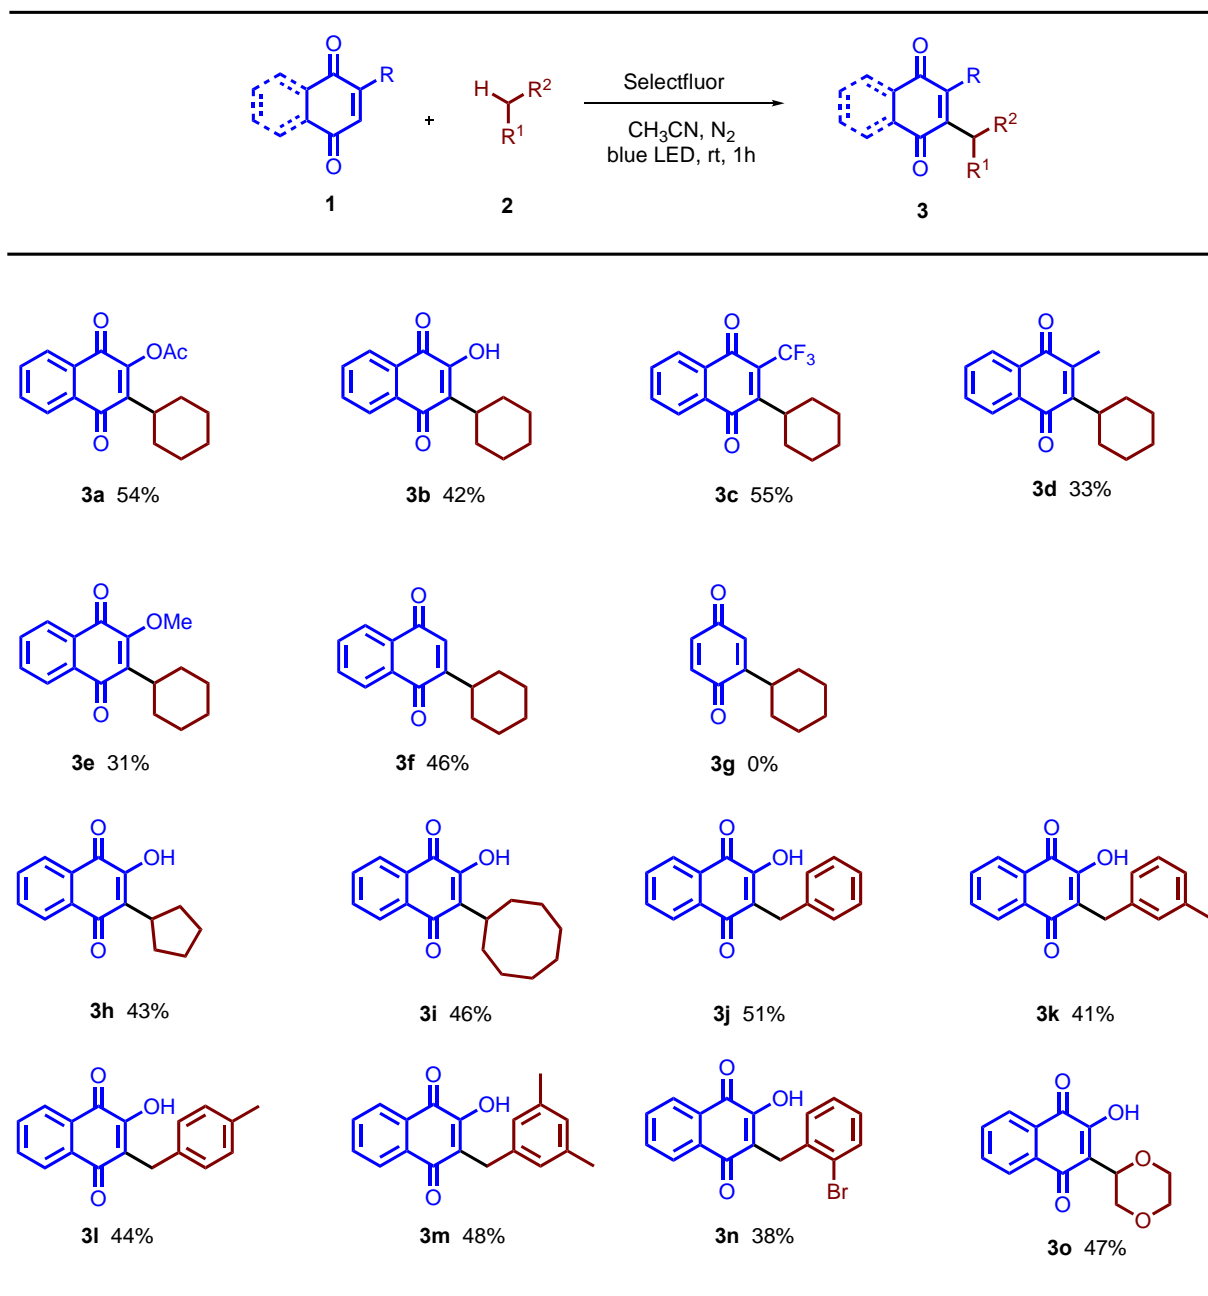 O
R
O
1
+
H
R²
R¹
2
Selectfluor
CH₃CN, N₂
blue LED, rt, 1h
O
R
O
R²
R¹
3
O
OAc
O
3a 54%
O
OH
O
3b 42%
O
CF₃
O
3c 55%
O
O
3d 33%
O
OMe
O
3e 31%
O
O
3f 46%
O
O
3g 0%
O
OH
O
3h 43%
O
OH
O
3i 46%
O
OH
O
3j 51%
O
OH
O
3k 41%
O
OH
O
3l 44%
O
OH
O
3m 48%
O
OH
O
Br
3n 38%
O
OH
O
O
O
3o 47%